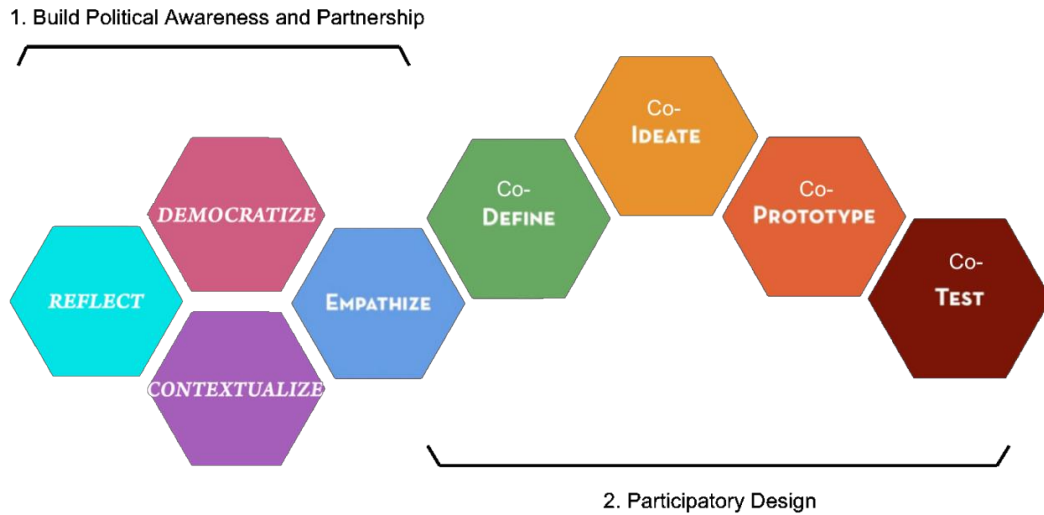 1. Build Political Awareness and Partnership
REFLECT
DEMOCRATIZE
CONTEXTUALIZE
EMPATHIZE
Co-
DEFINE
Co-
IDEATE
Co-
PROTOTYPE
Co-
TEST
2. Participatory Design